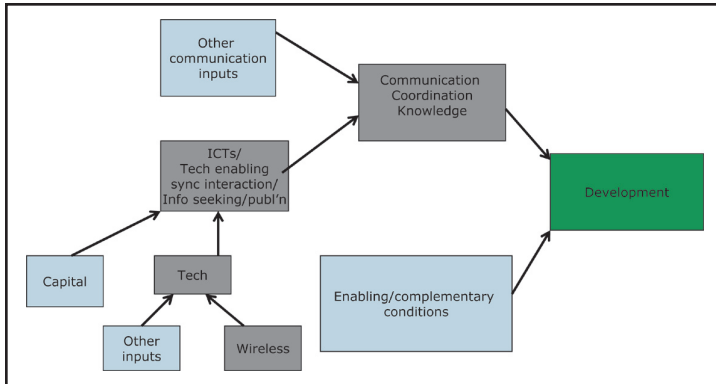 Other
communication
inputs
Communication
Coordination
Knowledge
ICTs/
Tech enabling
sync interaction/
Info seeking/publ'n
Development
Capital
Tech
Enabling/complementary
conditions
Other
inputs
Wireless